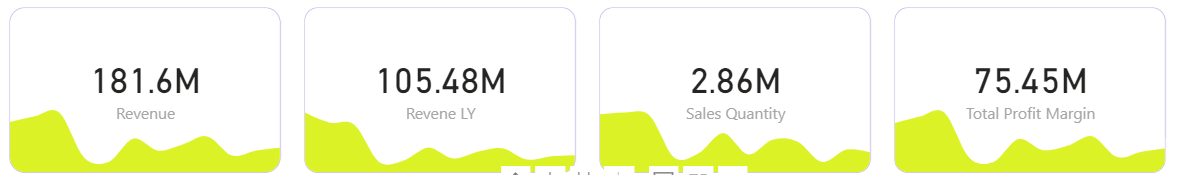 181.6M
Revenue
105.48M
Revene LY
2.86M
Sales Quantity
75.45M
Total Profit Margin